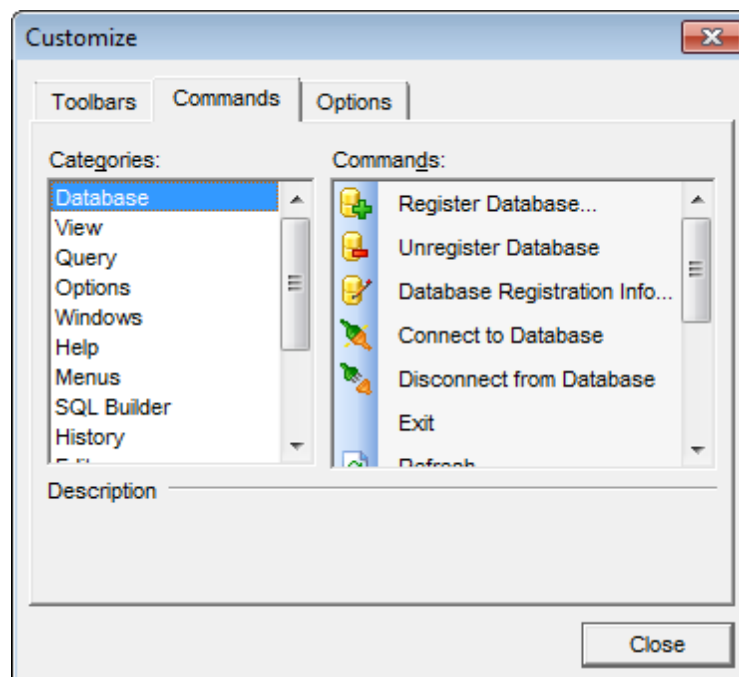 Customize
Toolbars Commands Options
Categories:
Database
View
Query
Options
Windows
Help
Menus
SQL Builder
History
Commands:
Register Database...
Unregister Database
Database Registration Info...
Connect to Database
Disconnect from Database
Exit
Refresh
Description
Close